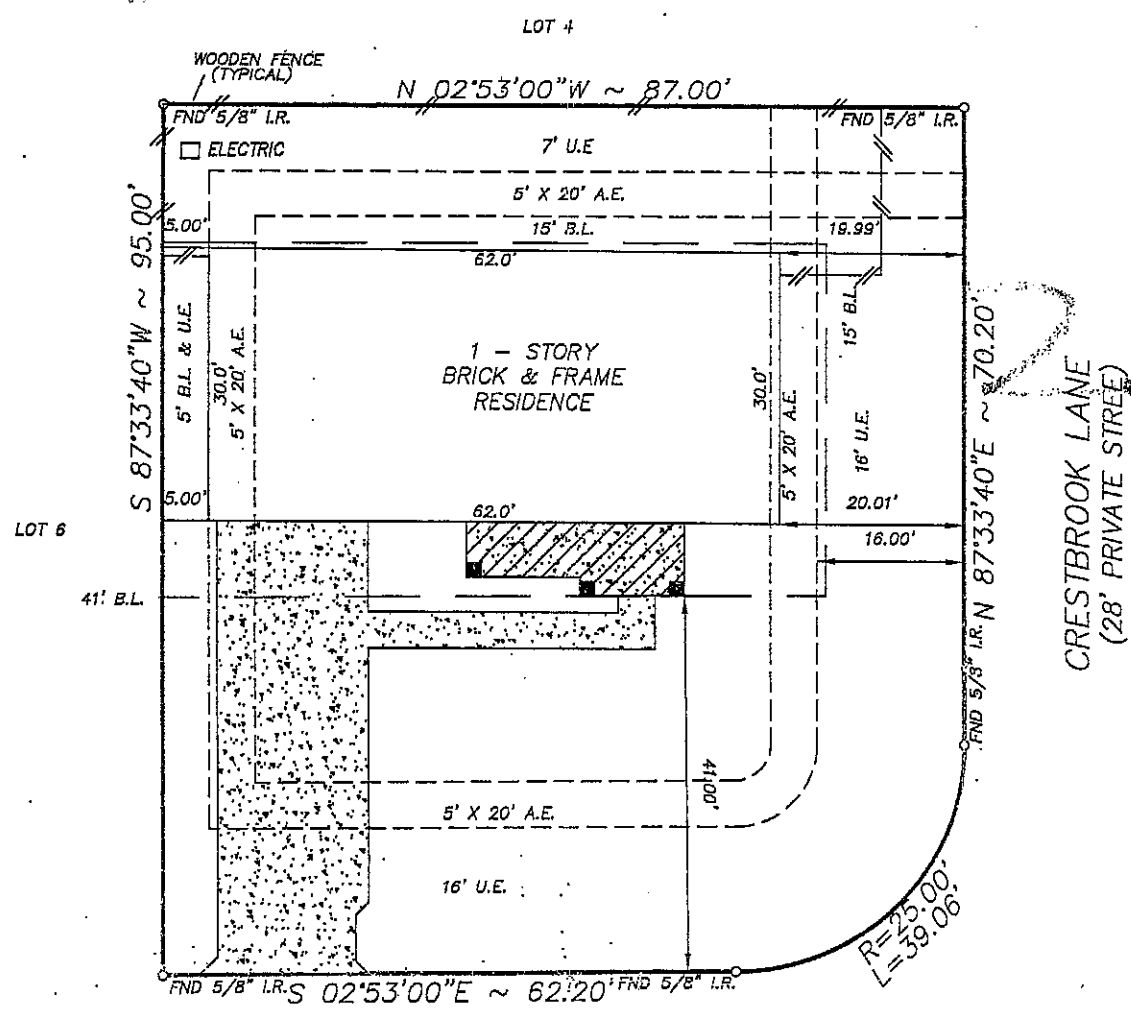 LOT 4
WOODEN FENCE
(TYPICAL)
N 02°53'00"W ~ 87.00'
FND 5/8" I.R.
FND 5/8" I.R.
ELECTRIC
7' U.E
5' X 20' A.E.
5.00'
15' B.L.
19.99'
62.0'
S 87°33'40"W ~ 95.00'
5' B.L. & U.E.
30.0'
5' X 20' A.E.
1 - STORY
BRICK & FRAME
RESIDENCE
30.0'
5' X 20' A.E.
15' B.L.
16' U.E.
N 87°33'40"E ~ 70.20'
CRESTBROOK LANE
(28' PRIVATE STREE)
5.00'
62.0'
20.01'
16.00'
LOT 6
41' B.L.
FND 5/8" I.R.
41.00'
5' X 20' A.E.
16' U.E.
R=25.00'
L=39.06'
FND 5/8" I.R.
S 02°53'00"E ~ 62.20'
FND 5/8" I.R.